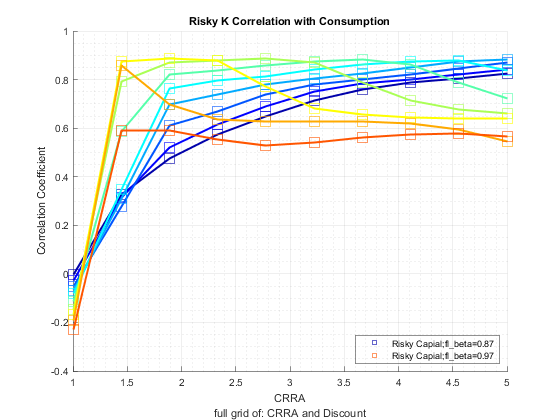 Risky K Correlation with Consumption
Correlation Coefficient
1
0.8
0.6
0.4
0.2
0
-0.2
-0.4
1
1.5
2
2.5
3
3.5
4
4.5
5
Risky Capial;fl_beta=0.87
Risky Capial;fl_beta=0.97
CRRA
full grid of: CRRA and Discount